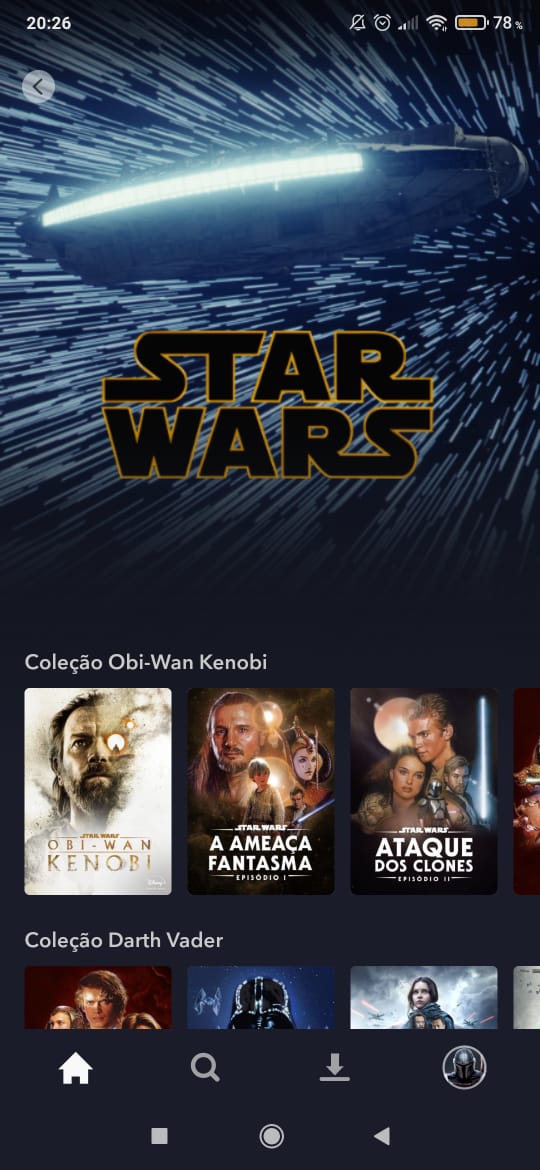 20:26
78 %
STAR
WARS
Coleção Obi-Wan Kenobi
STAR WARS
OBI-WAN
KENOBI
Disney+
STAR WARS
A AMEAÇA
FANTASMA
EPISÓDIO I
STAR WARS
ATAQUE
DOS CLONES
EPISÓDIO II
Coleção Darth Vader